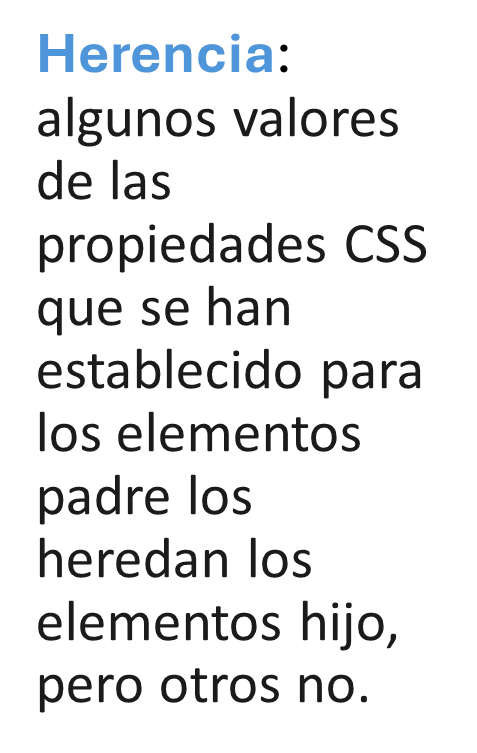 Herencia:
algunos valores
de las
propiedades CSS
que se han
establecido para
los elementos
padre los
heredan los
elementos hijo,
pero otros no.